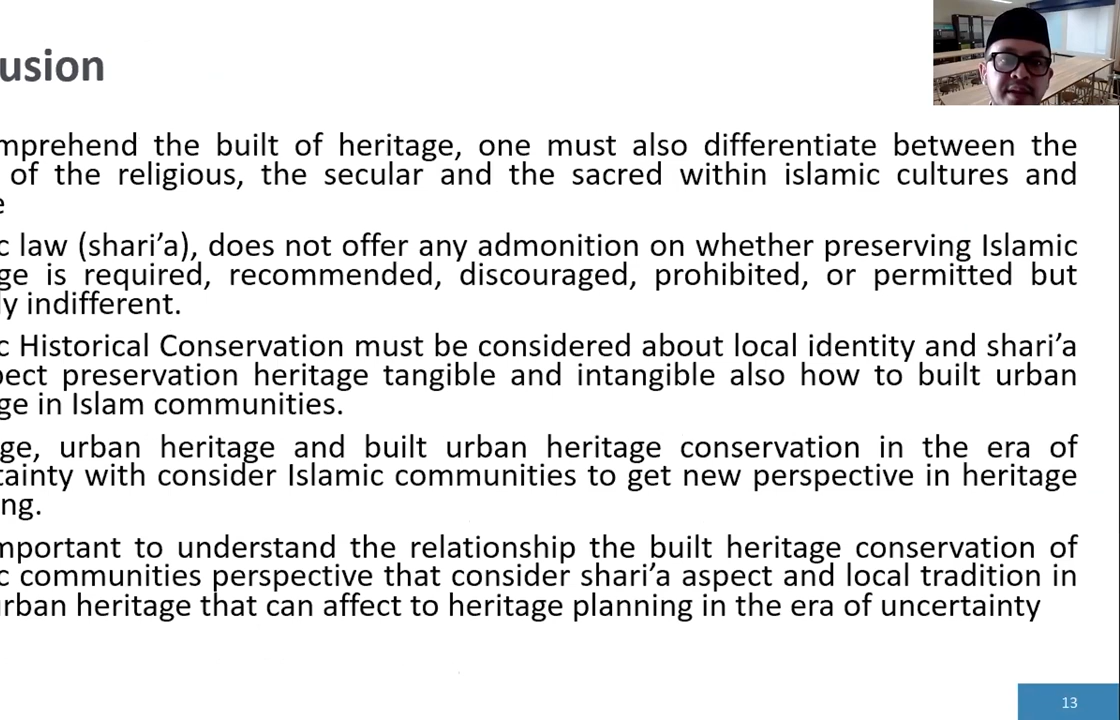 usion
mprehend the built of heritage, one must also differentiate between the
of the religious, the secular and the sacred within islamic cultures and
e
c law (shari’a), does not offer any admonition on whether preserving Islamic
ge is required, recommended, discouraged, prohibited, or permitted but
y indifferent.
c Historical Conservation must be considered about local identity and shari’a
pect preservation heritage tangible and intangible also how to built urban
ge in Islam communities.
ge, urban heritage and built urban heritage conservation in the era of
tainty with consider Islamic communities to get new perspective in heritage
ng.
mportant to understand the relationship the built heritage conservation of
c communities perspective that consider shari’a aspect and local tradition in
urban heritage that can affect to heritage planning in the era of uncertainty
13